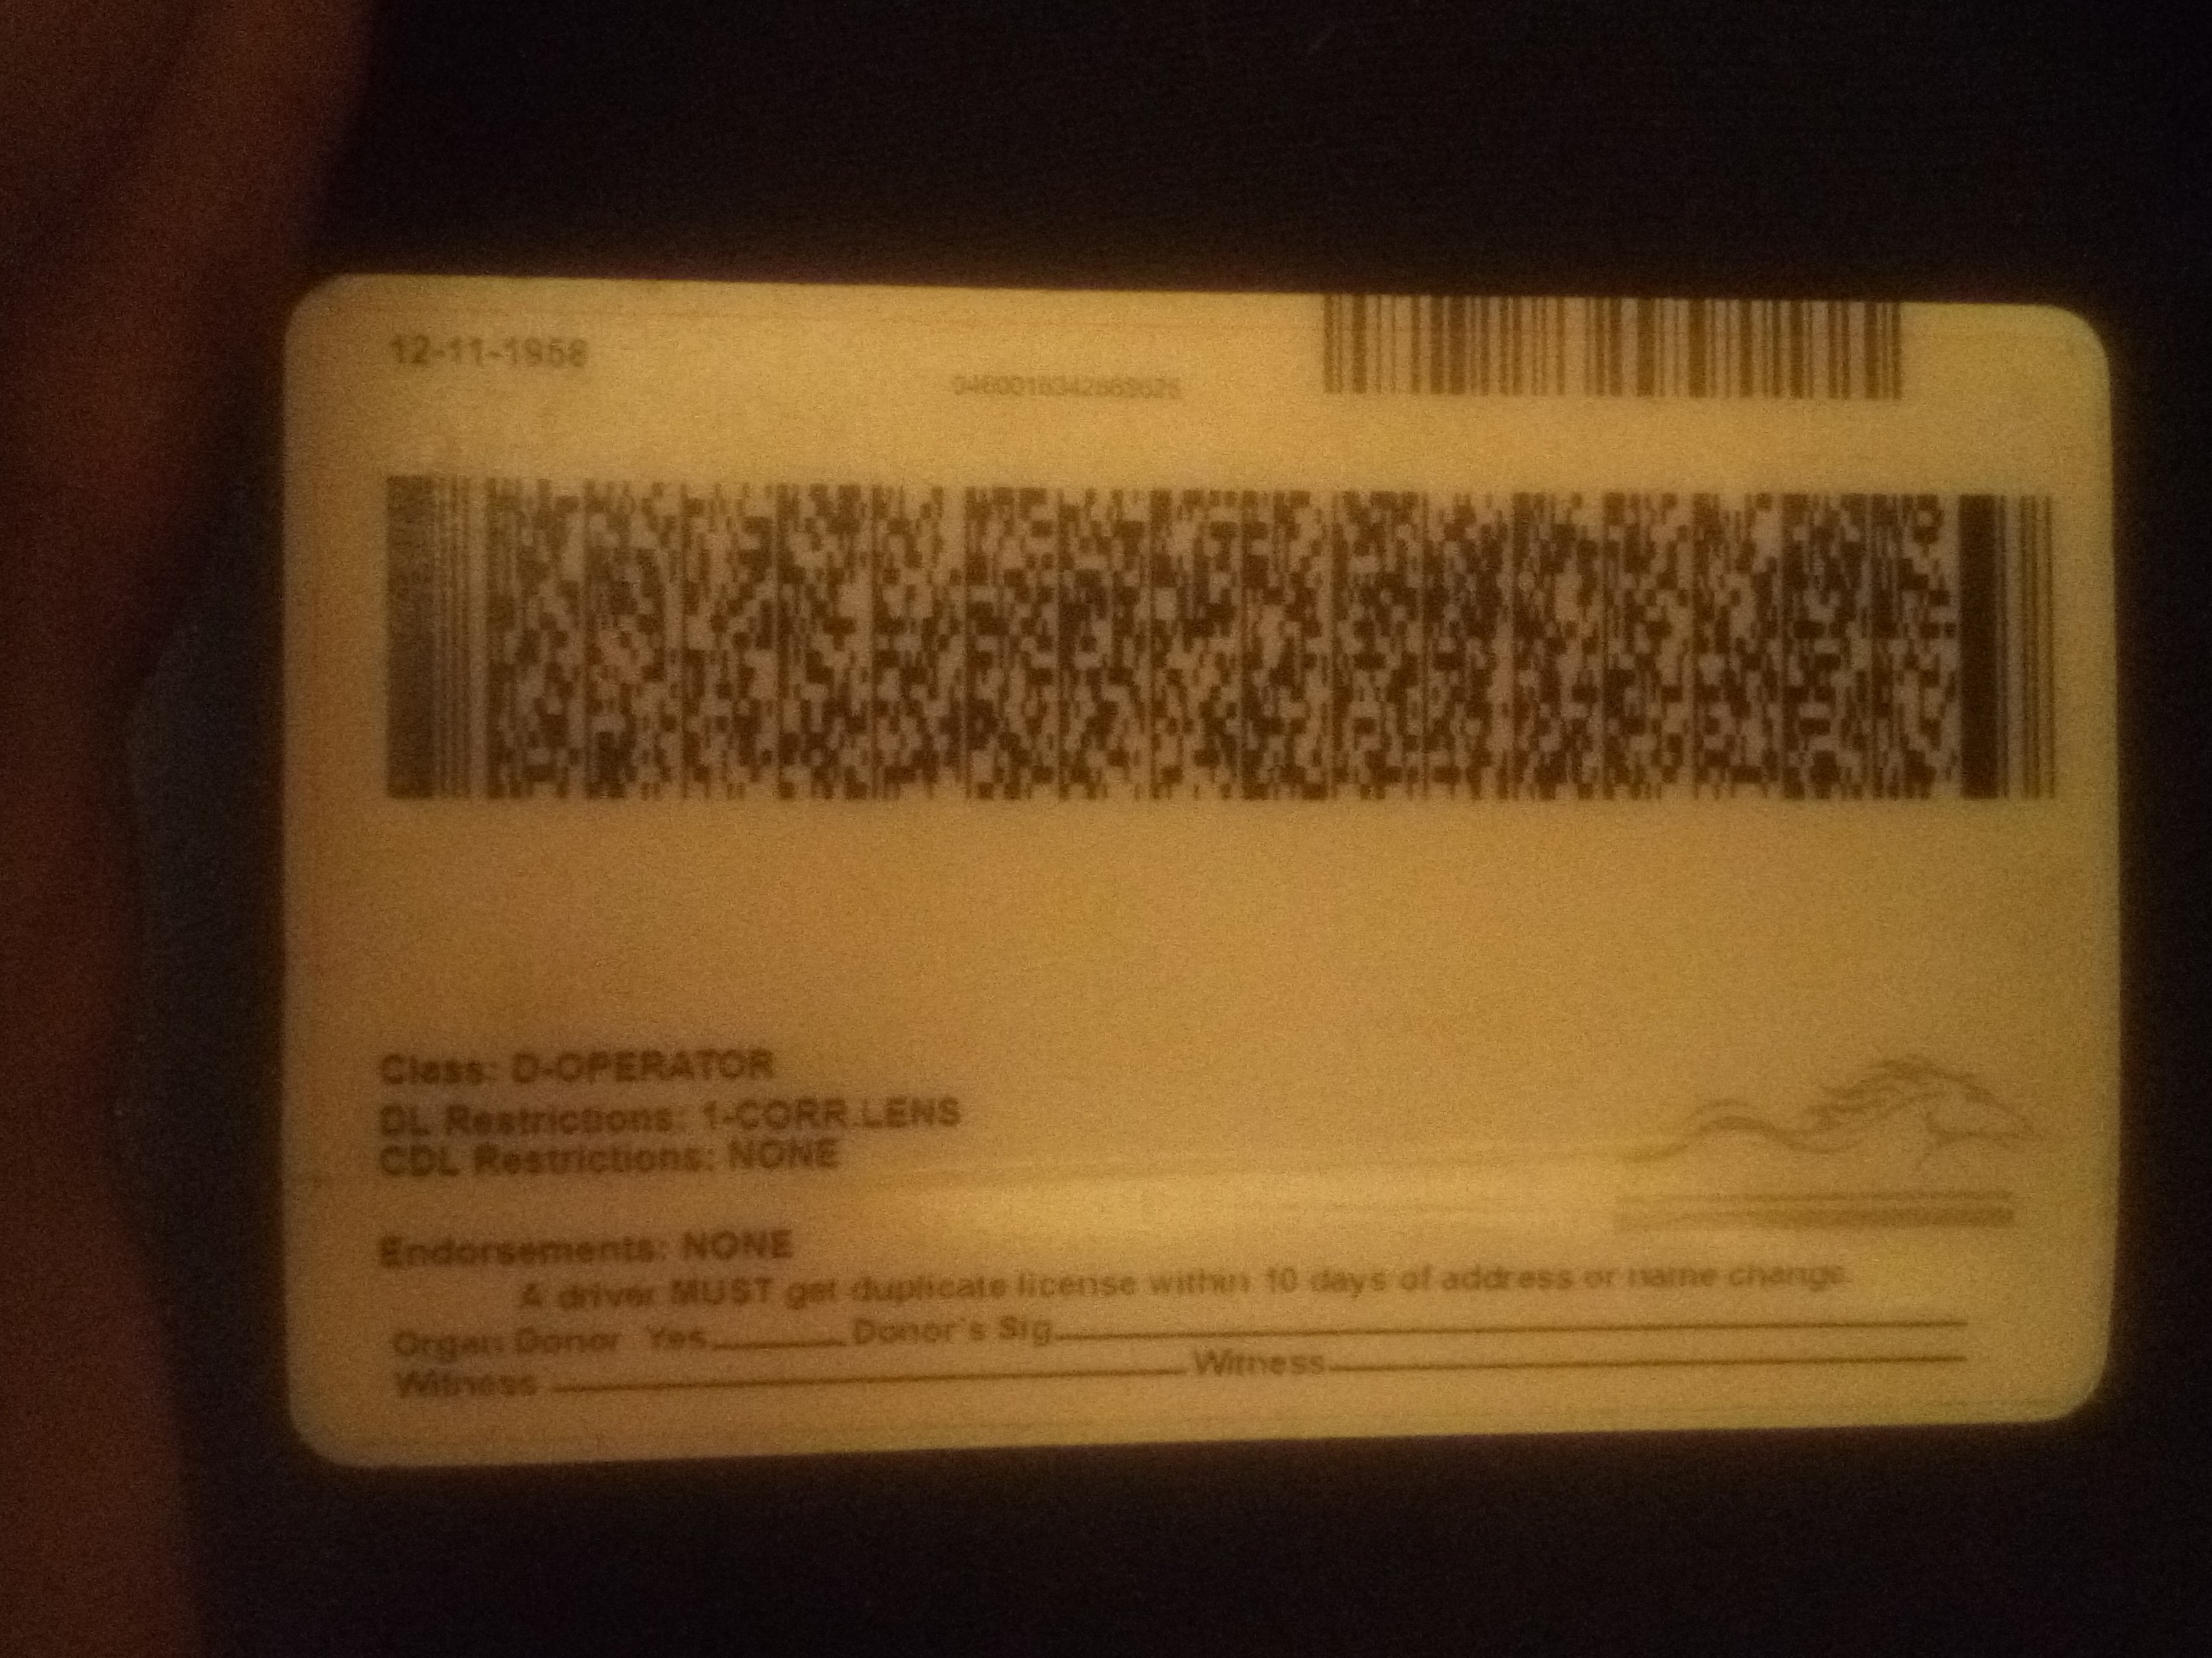 12-11-1958
Class: D-OPERATOR
DL Restrictions: 1-CORR.LENS
CDL Restrictions: NONE
Endorsements: NONE
A driver MUST get duplicate license within 10 days of address or name change.
Organ Donor Yes Donor's Sig
Witness Witness